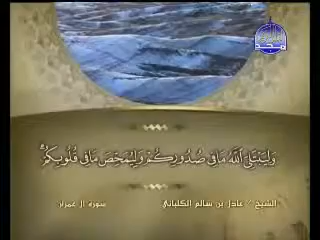 وَلِيَبْتَلِيَ ٱللَّهُ مَا فِي صُدُورِكُمْ وَلِيُمَحِّصَ مَا فِي قُلُوبِكُمْ
الشيخ / عادل بن سالم الكلباني
سورة آل عمران